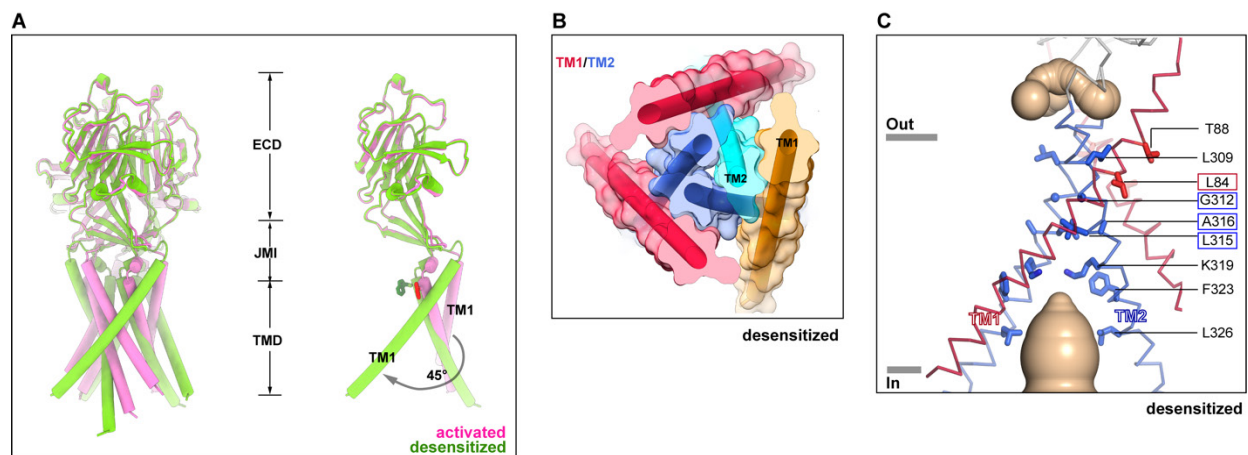 A
ECD
JMI
TMD
TM1
TM1
45°
activated
desensitized
B
TM1/TM2
TM1
TM2
desensitized
C
Out
T88
L309
L84
G312
A316
L315
K319
F323
TM1
TM2
L326
In
desensitized